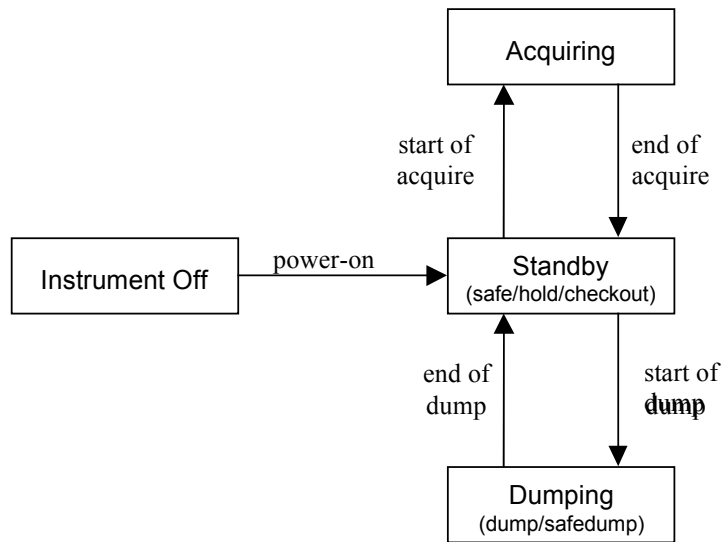 Acquiring
start of
acquire
end of
acquire
Instrument Off
power-on
Standby
(safe/hold/checkout)
end of
dump
start of
dump
dump
Dumping
(dump/safedump)